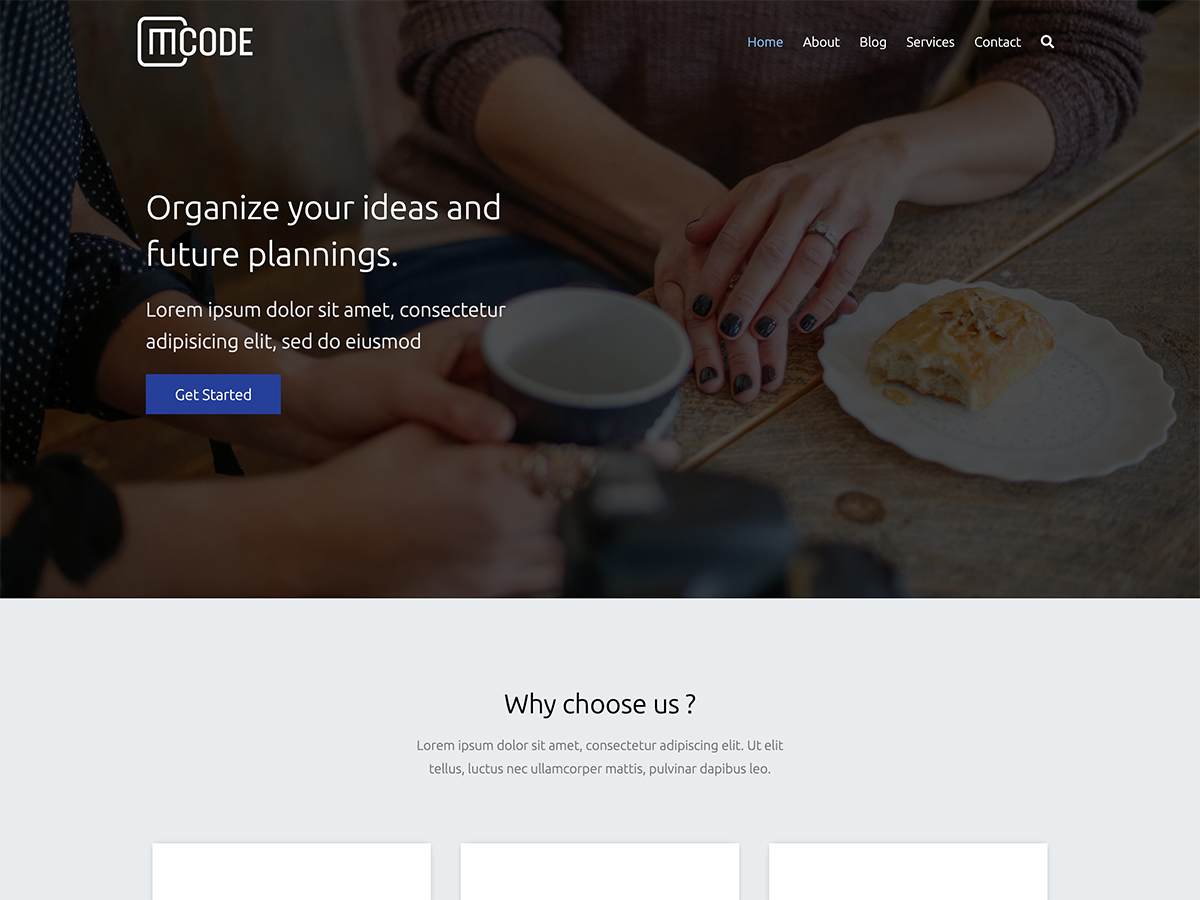 mCODE
Home About Blog Services Contact
Organize your ideas and
future plannings.
Lorem ipsum dolor sit amet, consectetur
adipisicing elit, sed do eiusmod
Get Started
Why choose us ?
Lorem ipsum dolor sit amet, consectetur adipiscing elit. Ut elit
tellus, luctus nec ullamcorper mattis, pulvinar dapibus leo.